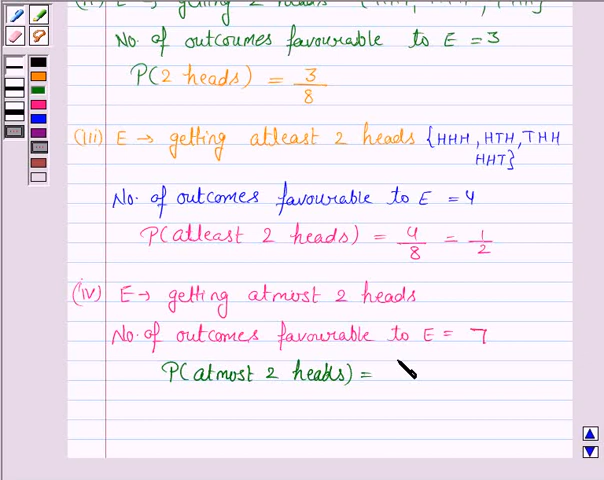 No. of outcoumes favourable to E = 3
P(2 heads) = 3/8
(iii) E → getting atleast 2 heads {HHH, HTH, THH
HHT}
No. of outcomes favourable to E = 4
P(atleast 2 heads) = 4/8 = 1/2
(iv) E → getting atmost 2 heads
No. of outcomes favourable to E = 7
P(atmost 2 heads) =